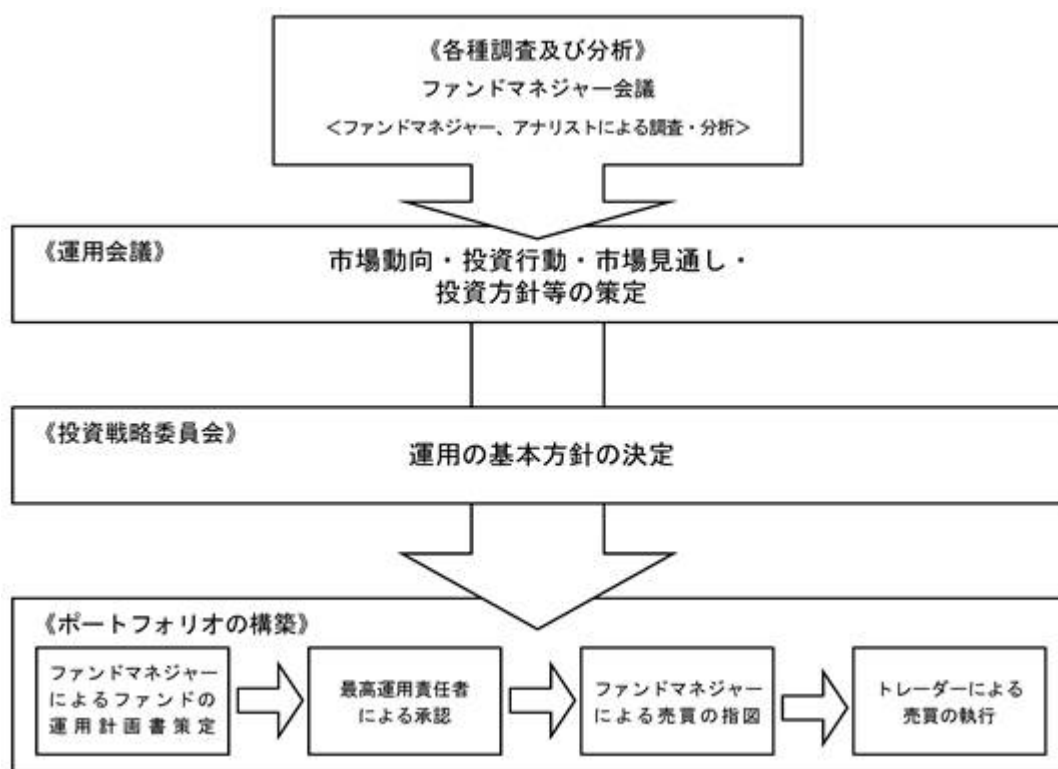 《各種調査及び分析》
ファンドマネジャー会議
＜ファンドマネジャー、アナリストによる調査・分析＞
《運用会議》
市場動向・投資行動・市場見通し・
投資方針等の策定
《投資戦略委員会》
運用の基本方針の決定
《ポートフォリオの構築》
ファンドマネジャー
によるファンドの
運用計画書策定
最高運用責任者
による承認
ファンドマネジャー
による売買の指図
トレーダーによる
売買の執行